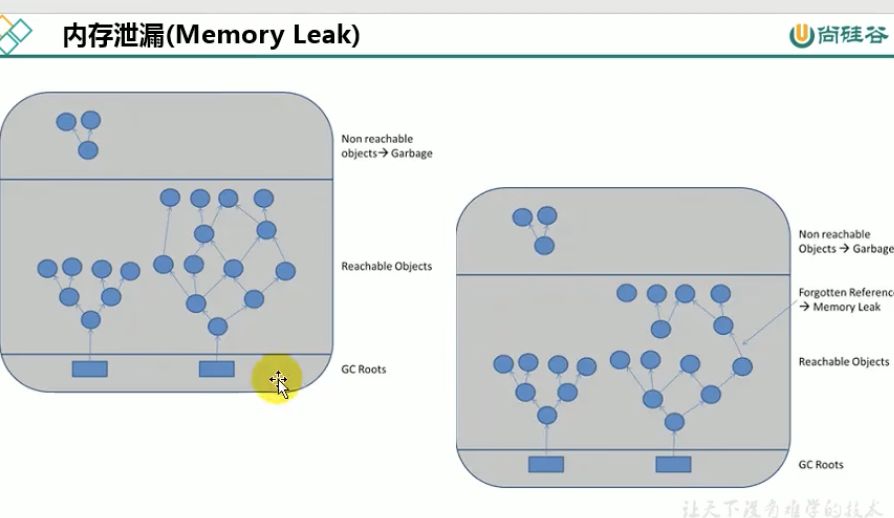 内存泄漏(Memory Leak)
尚硅谷
Non reachable
objects→ Garbage
Reachable Objects
GC Roots
Non reachable
Objects → Garbage
Forgotten Referenc
→ Memory Leak
Reachable Objects
GC Roots
让天下没有难学的技术